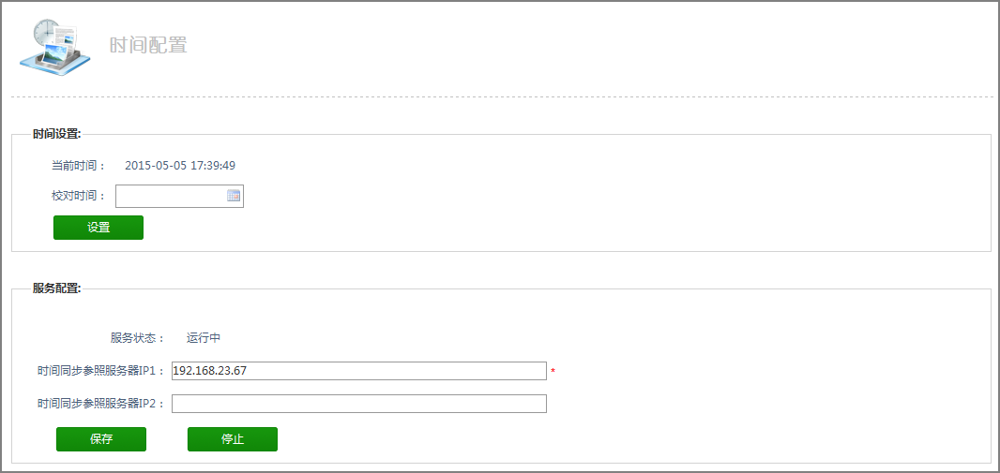 时间配置
时间设置:
当前时间： 2015-05-05 17:39:49
校对时间：
设置
服务配置:
服务状态： 运行中
时间同步参照服务器IP1： 192.168.23.67 *
时间同步参照服务器IP2：
保存 停止